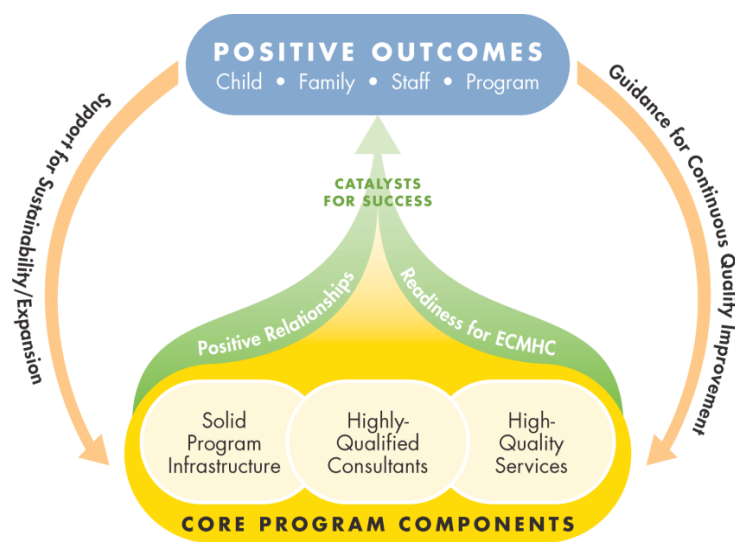 POSITIVE OUTCOMES
Child • Family • Staff • Program
Support for Sustainability/Expansion
Guidance for Continuous Quality Improvement
CATALYSTS
FOR SUCCESS
Positive Relationships
Readiness for ECMHC
Solid
Program
Infrastructure
Highly-
Qualified
Consultants
High-
Quality
Services
CORE PROGRAM COMPONENTS